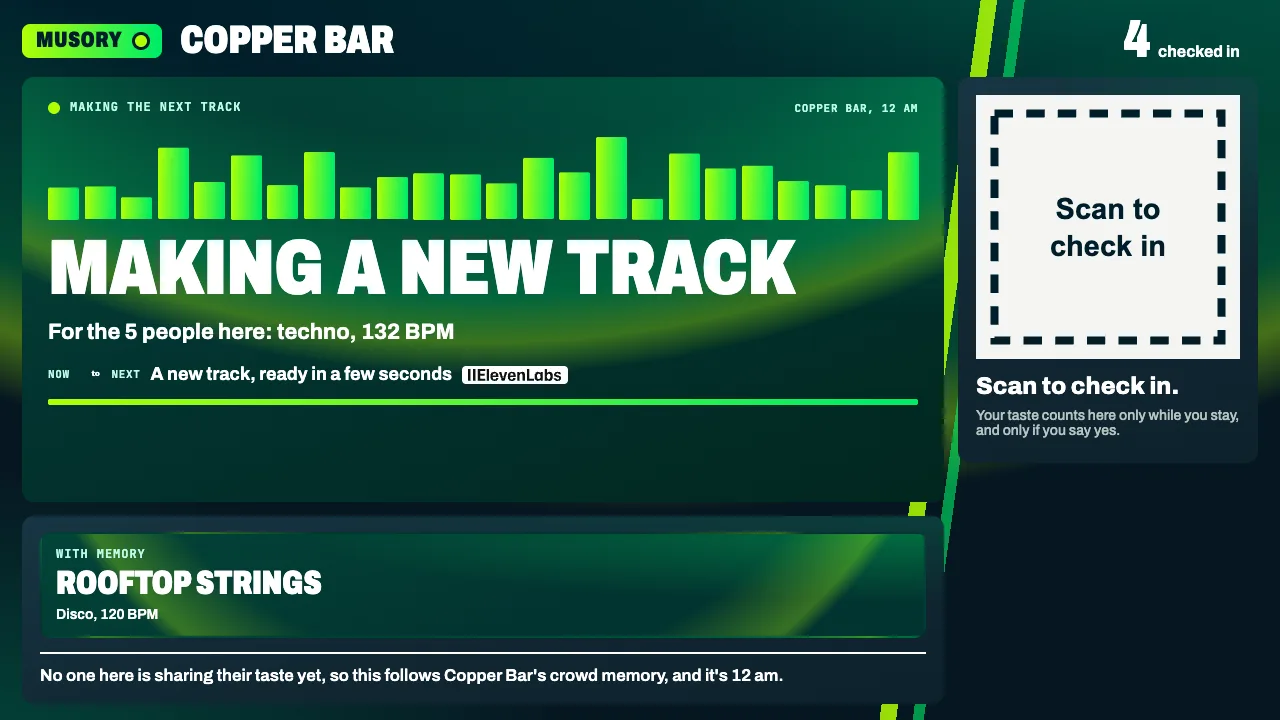 MUSORY
COPPER BAR
4 checked in
MAKING THE NEXT TRACK
COPPER BAR, 12 AM
MAKING A NEW TRACK
For the 5 people here: techno, 132 BPM
NOW to NEXT A new track, ready in a few seconds IIElevenLabs
Scan to
check in
Scan to check in.
Your taste counts here only while you stay,
and only if you say yes.
WITH MEMORY
ROOFTOP STRINGS
Disco, 120 BPM
No one here is sharing their taste yet, so this follows Copper Bar's crowd memory, and it's 12 am.